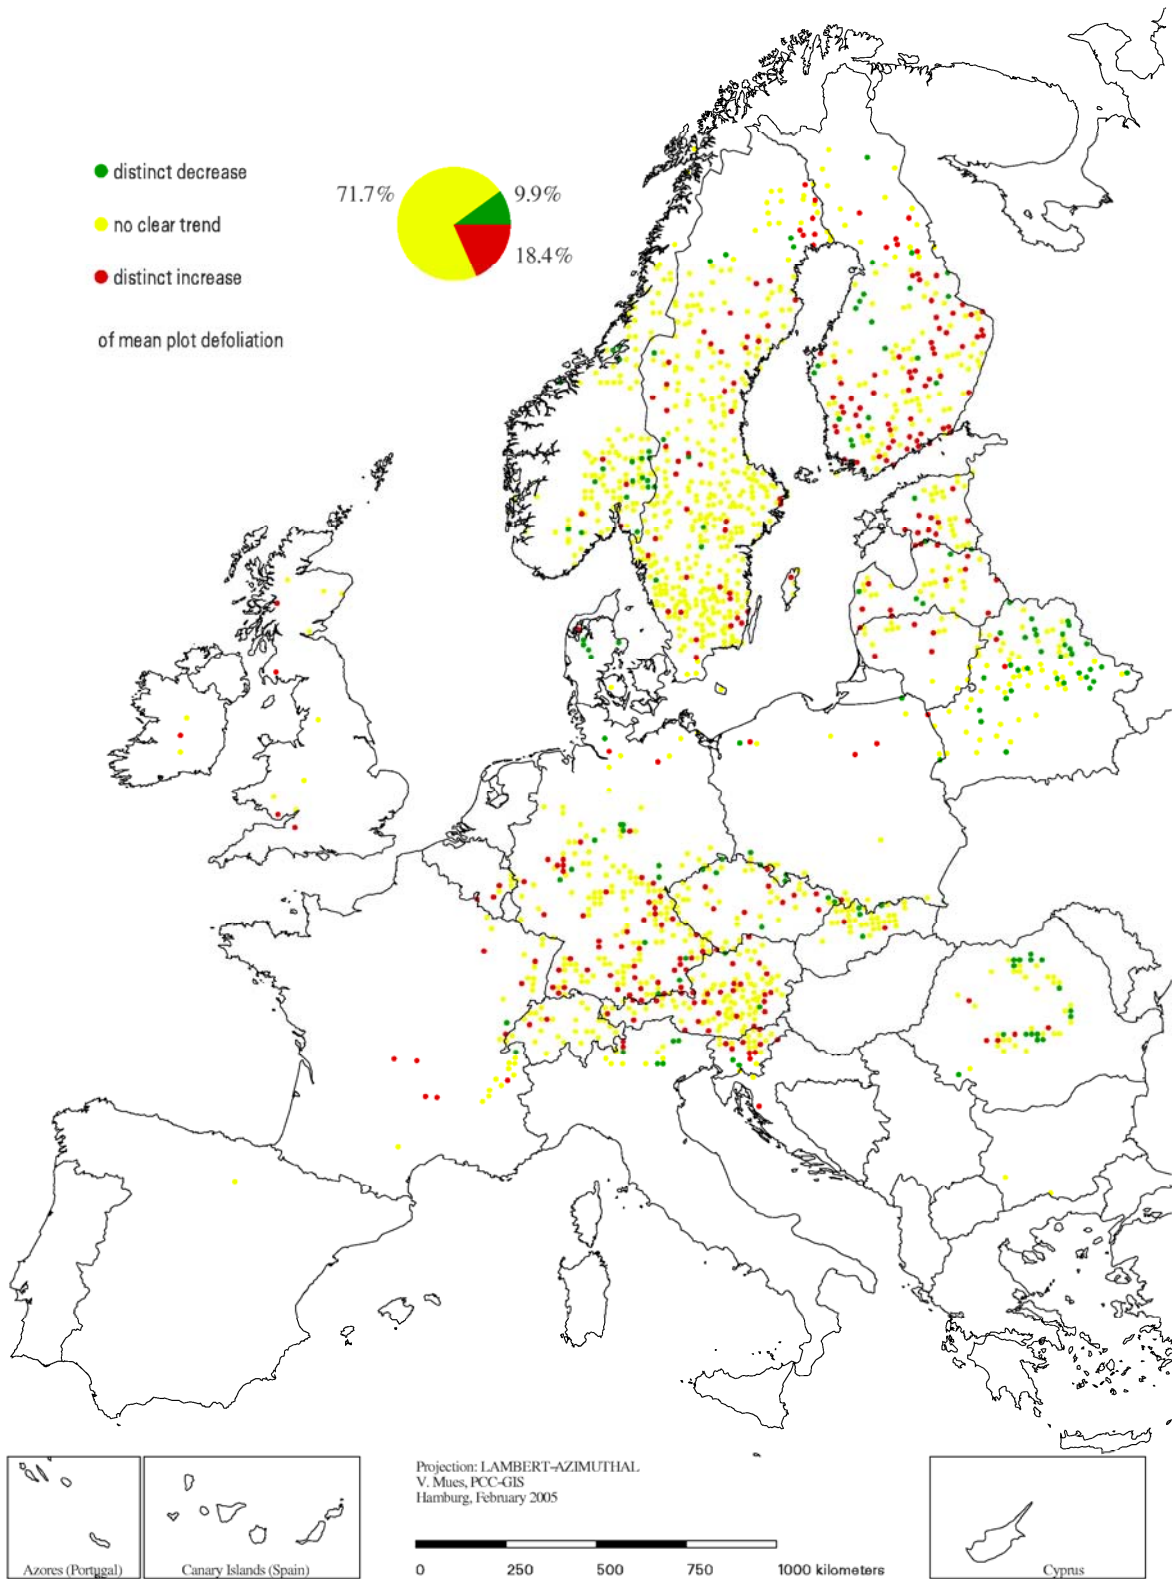 distinct decrease
71.7%
9.9%
no clear trend
18.4%
distinct increase
of mean plot defoliation
Projection: LAMBERT-AZIMUTHAL
V. Mues, PCC-GIS
Hamburg, February 2005
Azores (Portugal)
Canary Islands (Spain)
0 250 500 750 1000 kilometers
Cyprus